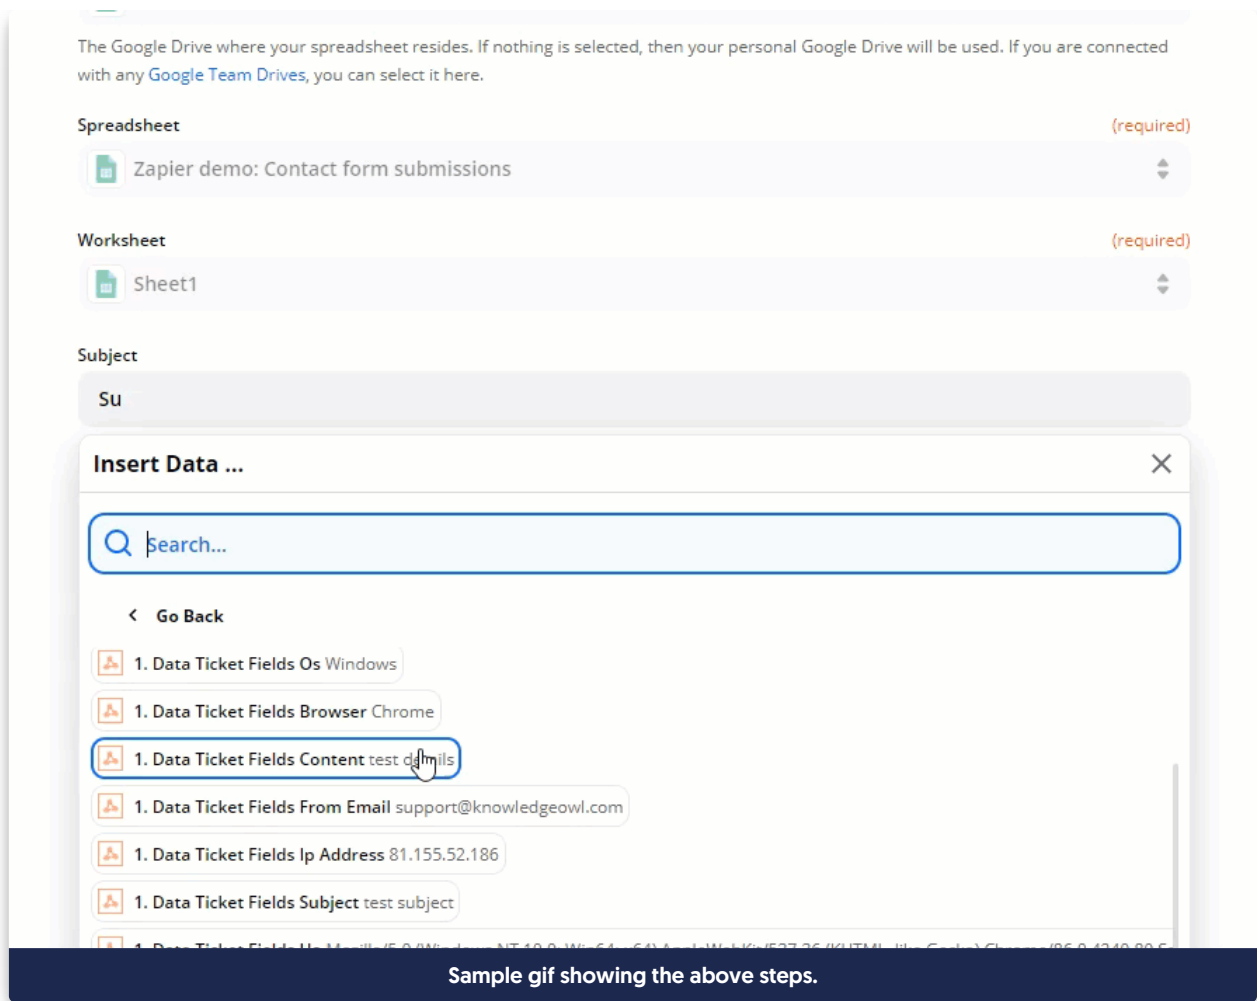 The Google Drive where your spreadsheet resides. If nothing is selected, then your personal Google Drive will be used. If you are connected
with any Google Team Drives, you can select it here.
Spreadsheet (required)
Zapier demo: Contact form submissions
Worksheet (required)
Sheet1
Subject
Su
Insert Data ...
Search...
Go Back
1. Data Ticket Fields Os Windows
1. Data Ticket Fields Browser Chrome
1. Data Ticket Fields Content test details
1. Data Ticket Fields From Email support@knowledgeowl.com
1. Data Ticket Fields Ip Address 81.155.52.186
1. Data Ticket Fields Subject test subject
Sample gif showing the above steps.